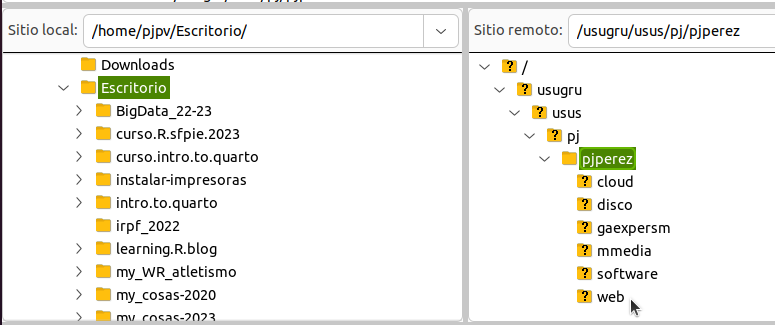 Sitio local: /home/pjpv/Escritorio/
Downloads
Escritorio
BigData_22-23
curso.R.sfpie.2023
curso.intro.to.quarto
instalar-impresoras
intro.to.quarto
irpf_2022
learning.R.blog
my_WR_atletismo
my_cosas-2020
my_cosas-2023
Sitio remoto: /usugru/usus/pj/pjperez
/
usugru
usus
pj
pjperez
cloud
disco
gaexpersm
mmedia
software
web